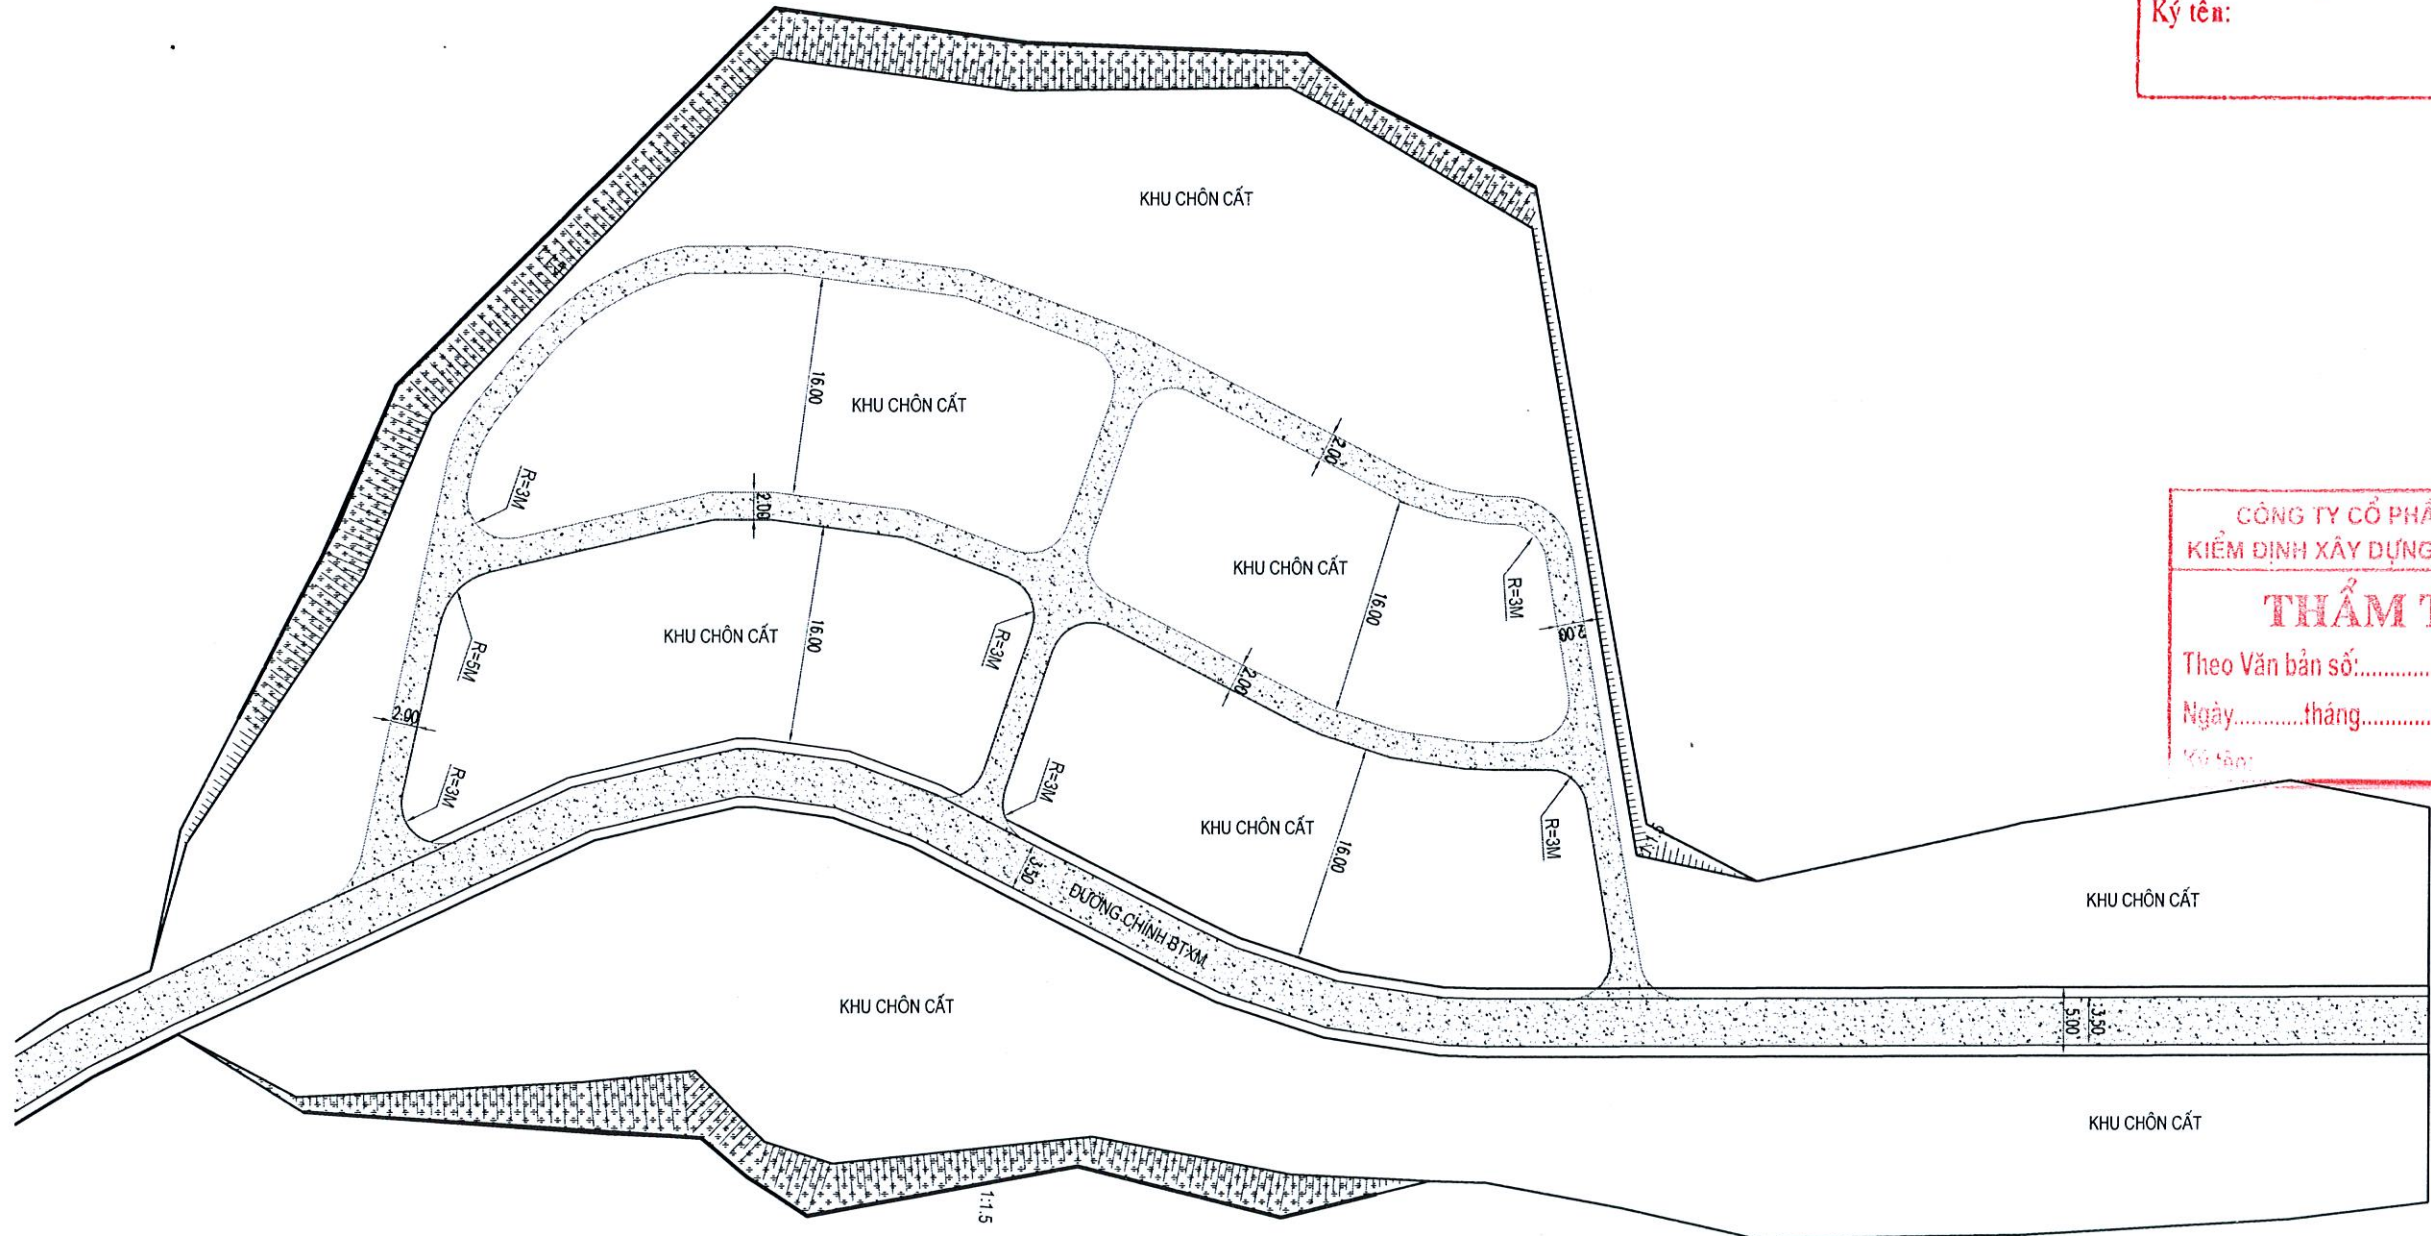 Ký tên:
KHU CHÔN CẤT
16.00
KHU CHÔN CẤT
2.00
R=3M
2.00
CÔNG TY CỔ PHẦ
KIỂM ĐỊNH XÂY DỰNG
THẨM T
Theo Văn bản số:
Ngày...........tháng
Ký tên:
KHU CHÔN CẤT
16.00
R=3M
2.00
KHU CHÔN CẤT
16.00
R=3M
R=5M
2.00
2.00
R=3M
R=3M
KHU CHÔN CẤT
16.00
R=3M
3.50
ĐƯỜNG CHÍNH BTXM
KHU CHÔN CẤT
KHU CHÔN CẤT
3.50
5.00
KHU CHÔN CẤT
1:1.5